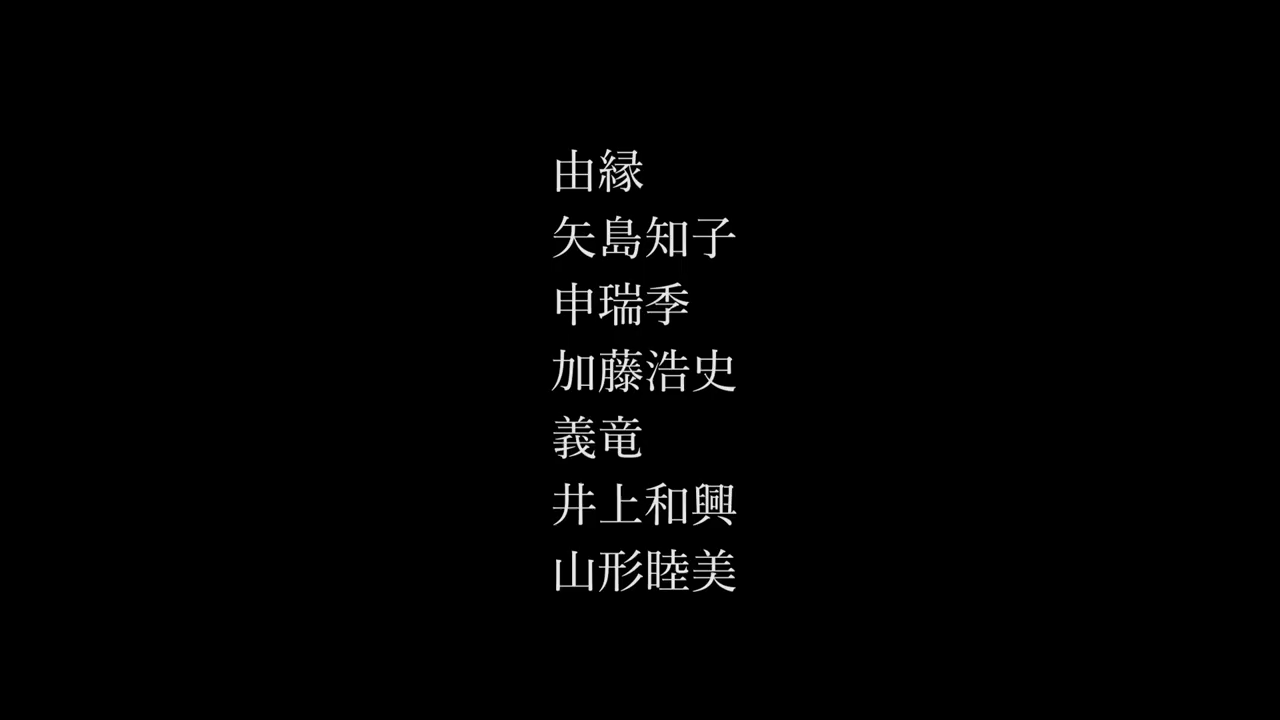 由縁
矢島知子
申瑞季
加藤浩史
義竜
井上和興
山形睦美